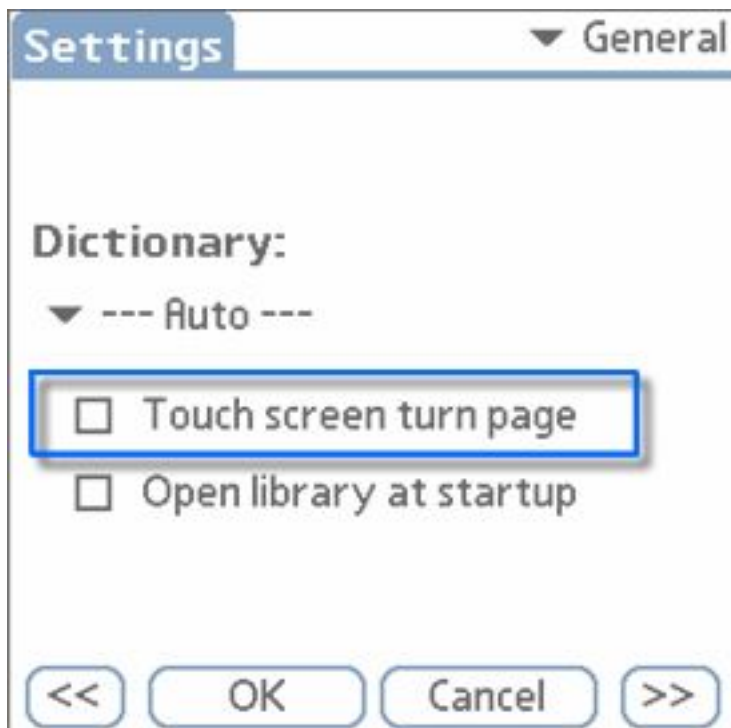 Settings
General
Dictionary:
--- Auto ---
Touch screen turn page
Open library at startup
<< OK Cancel >>